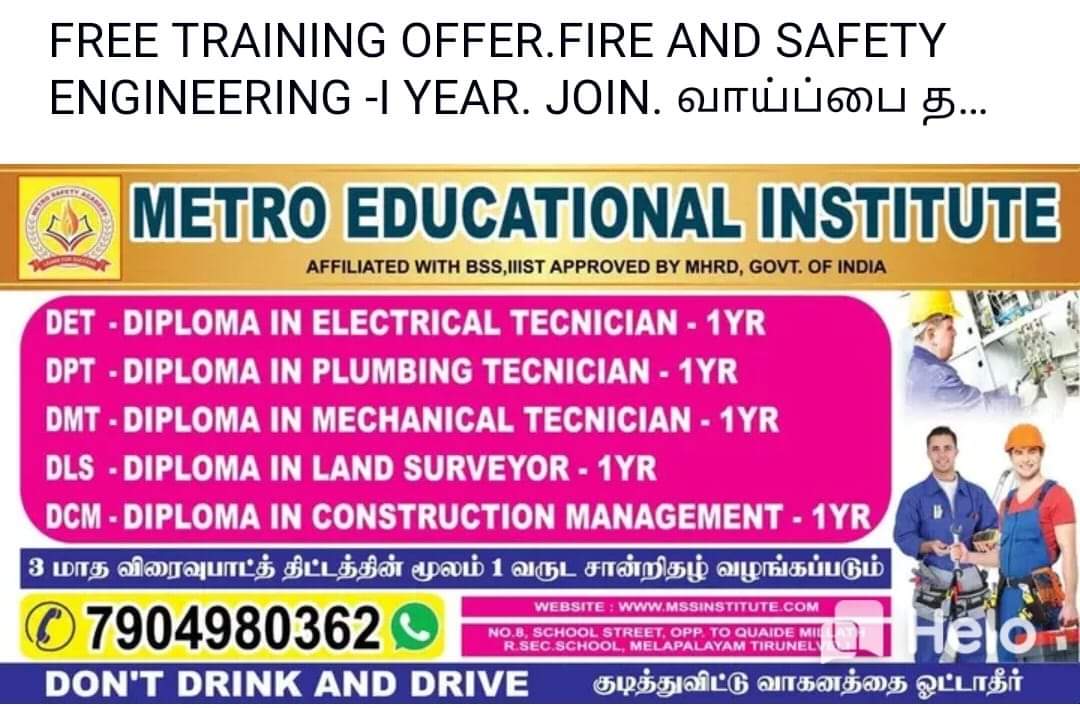 FREE TRAINING OFFER.FIRE AND SAFETY
ENGINEERING -I YEAR. JOIN. வாய்ப்பை த...
METRO EDUCATIONAL INSTITUTE
AFFILIATED WITH BSS,IIIST APPROVED BY MHRD, GOVT. OF INDIA
DET - DIPLOMA IN ELECTRICAL TECNICIAN - 1YR
DPT - DIPLOMA IN PLUMBING TECNICIAN - 1YR
DMT - DIPLOMA IN MECHANICAL TECNICIAN - 1YR
DLS - DIPLOMA IN LAND SURVEYOR - 1YR
DCM - DIPLOMA IN CONSTRUCTION MANAGEMENT - 1YR
3 மாத விரைவுபாட்த் திட்டத்தின் மூலம் 1 வருட சான்றிதழ் வழங்கப்படும்
7904980362
WEBSITE : WWW.MSSINSTITUTE.COM
NO.8, SCHOOL STREET, OPP. TO QUAIDE
R.SEC.SCHOOL, MELAPALAYAM
Helo
DON'T DRINK AND DRIVE
குடித்துவிட்டு வாகனத்தை ஓட்டாதீர்